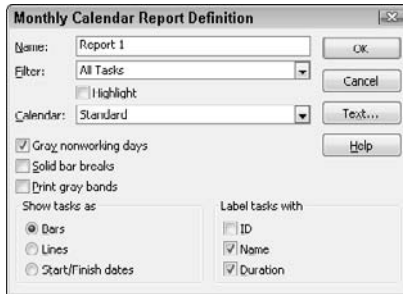 Monthly Calendar Report Definition
Name: Report 1
OK
Filter: All Tasks
Cancel
Highlight
Calendar: Standard
Text...
Gray nonworking days
Help
Solid bar breaks
Print gray bands
Show tasks as
Bars
Lines
Start/Finish dates
Label tasks with
ID
Name
Duration